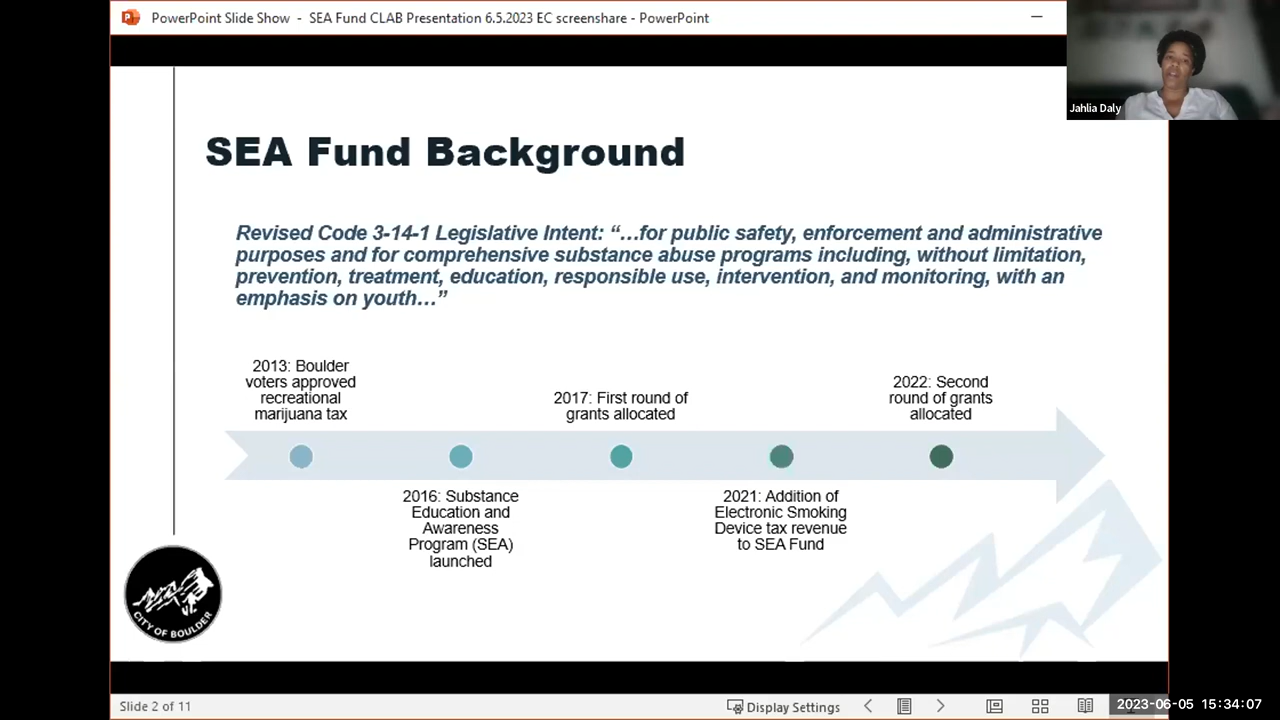 PowerPoint Slide Show - SEA Fund CLAB Presentation 6.5.2023 EC screenshare - PowerPoint
Jahlia Daly
SEA Fund Background
Revised Code 3-14-1 Legislative Intent: “…for public safety, enforcement and administrative
purposes and for comprehensive substance abuse programs including, without limitation,
prevention, treatment, education, responsible use, intervention, and monitoring, with an
emphasis on youth…”
2013: Boulder
voters approved
recreational
marijuana tax
2016: Substance
Education and
Awareness
Program (SEA)
launched
2017: First round of
grants allocated
2021: Addition of
Electronic Smoking
Device tax revenue
to SEA Fund
2022: Second
round of grants
allocated
CITY OF BOULDER
Slide 2 of 11
Display Settings
2023-06-05 15:34:07